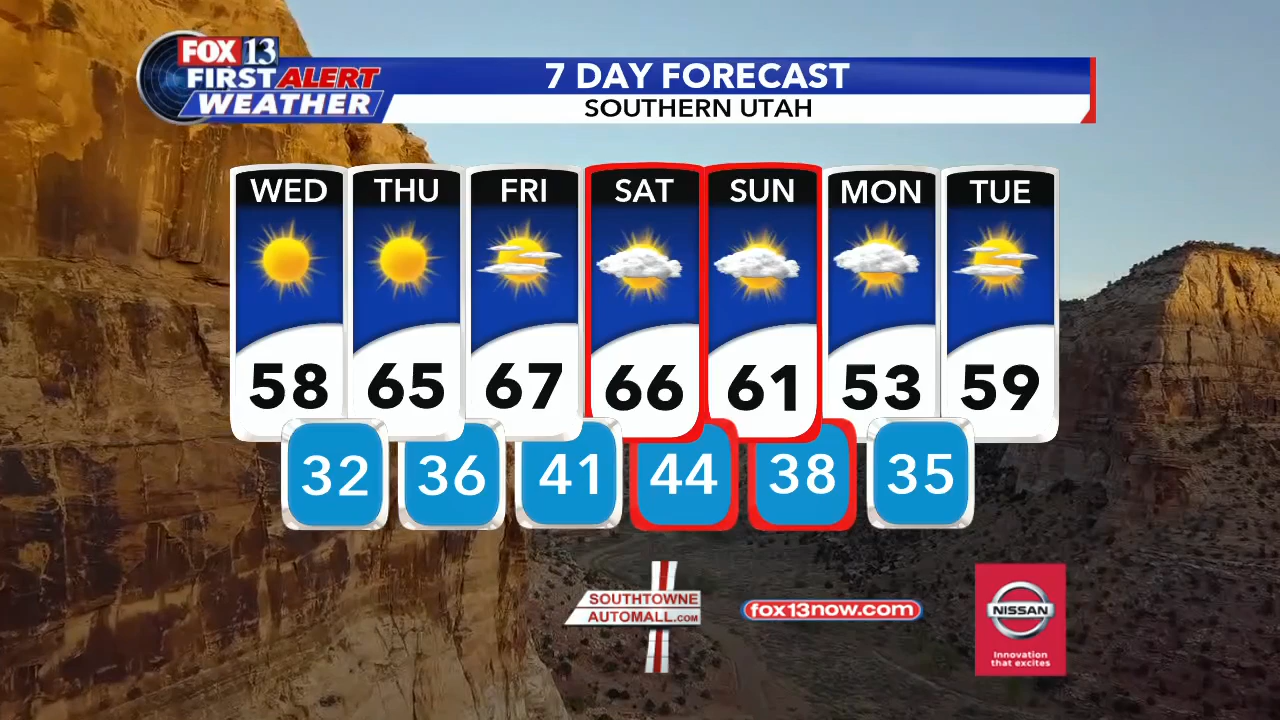 FOX 13
FIRST ALERT
WEATHER
7 DAY FORECAST
SOUTHERN UTAH
WED THU FRI SAT SUN MON TUE
58 65 67 66 61 53 59
32 36 41 44 38 35
SOUTHTOWNE
AUTOMALL.COM
fox13now.com
NISSAN
Innovation
that excites